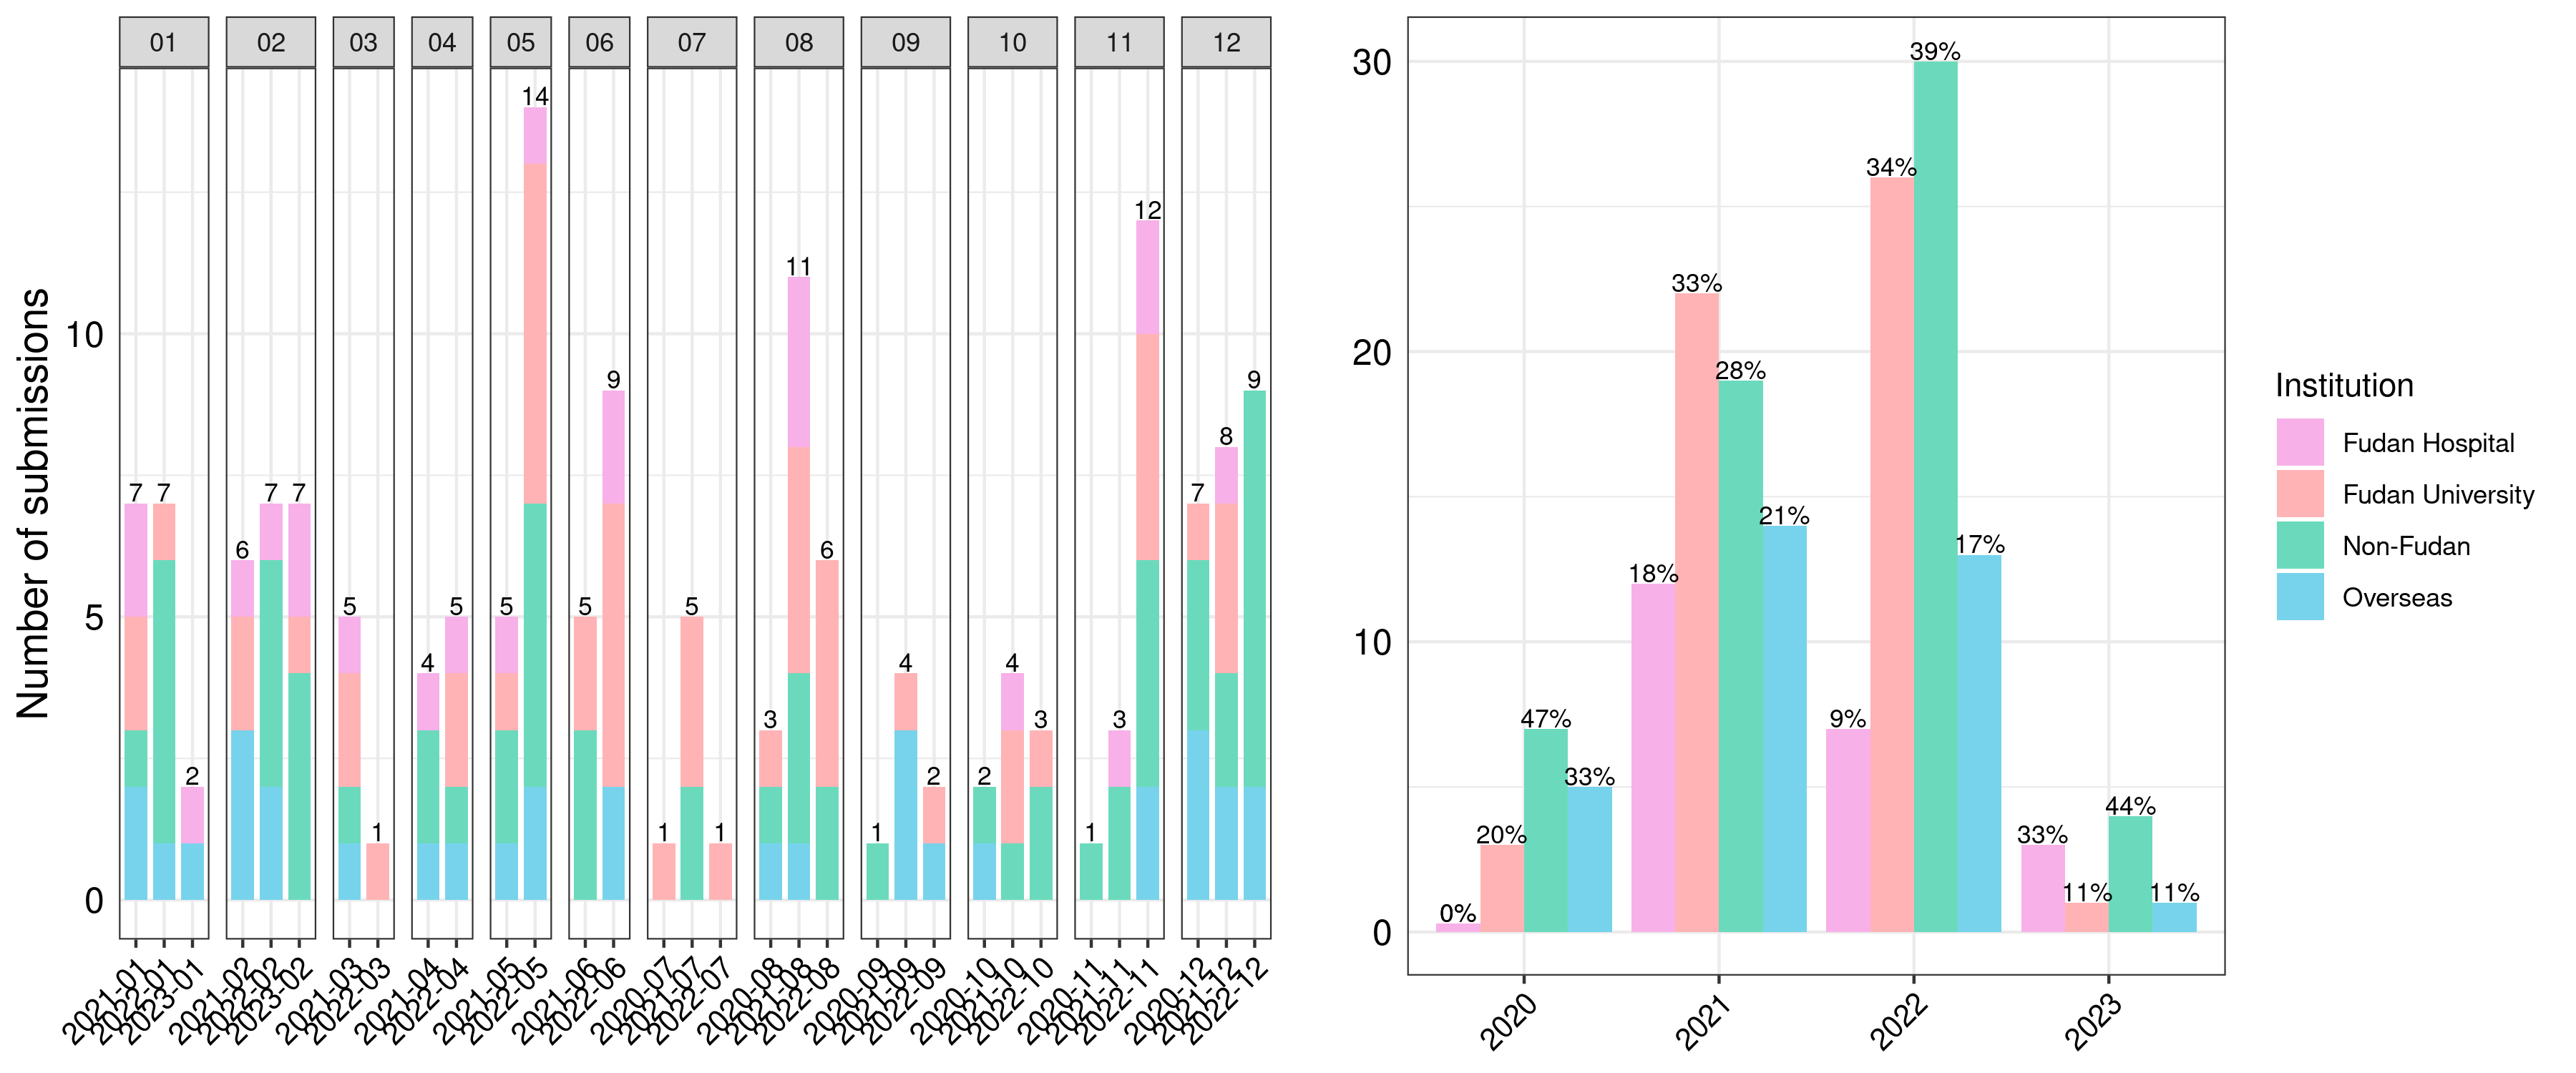 01 02 03 04 05 06 07 08 09 10 11 12
Number of submissions
10
5
0
7 7 2
6 7 7
5 1
4 5
5 14
5 9
1 5 1
3 11 6
1 4 2
2 4 3
1 3 12
7 8 9
2021-01 2022-01 2023-01
2021-02 2022-02 2023-02
2021-03 2022-03
2021-04 2022-04
2021-05 2022-05
2021-06 2022-06
2020-07 2021-07 2022-07
2020-08 2021-08 2022-08
2020-09 2021-09 2022-09
2020-10 2021-10 2022-10
2020-11 2021-11 2022-11
2020-12 2021-12 2022-12
30
20
10
0
0% 20% 47% 33%
18% 33% 28% 21%
9% 34% 39% 17%
33% 11% 44% 11%
2020 2021 2022 2023
Institution
Fudan Hospital
Fudan University
Non-Fudan
Overseas